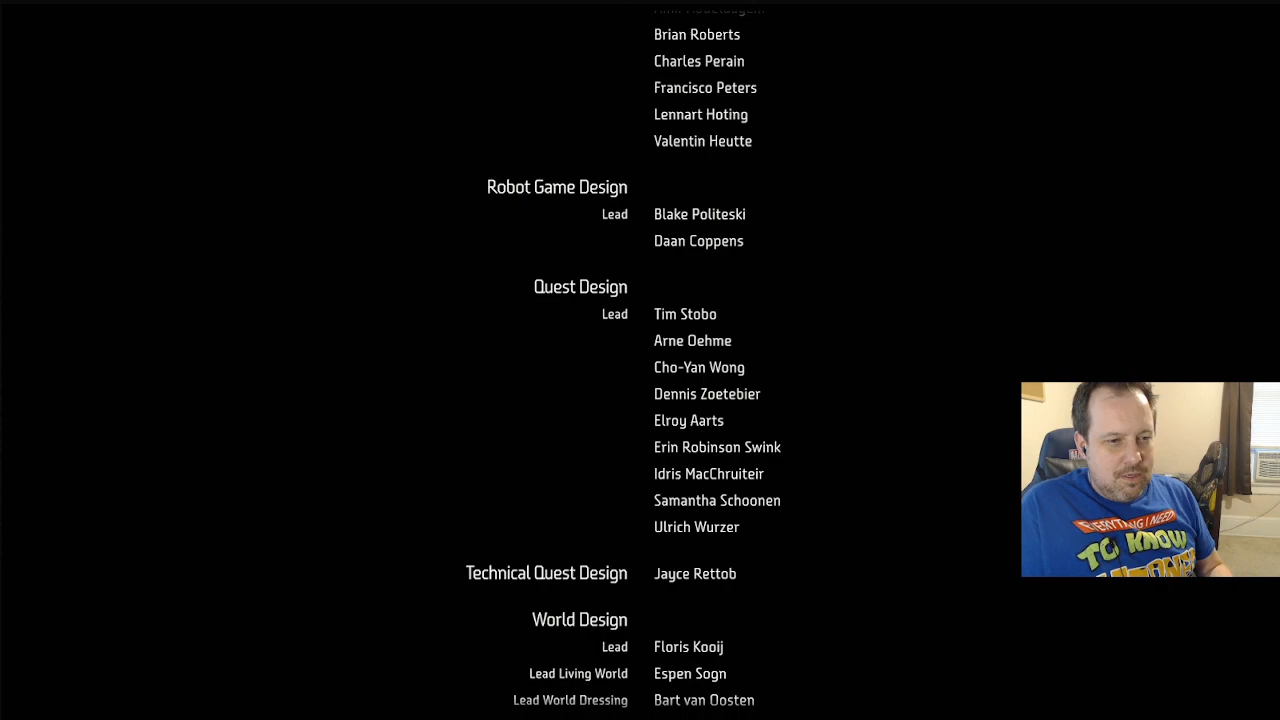 Brian Roberts
Charles Perain
Francisco Peters
Lennart Hoting
Valentin Heutte
Robot Game Design
Lead Blake Politeski
Daan Coppens
Quest Design
Lead Tim Stobo
Arne Oehme
Cho-Yan Wong
Dennis Zoetebier
Elroy Aarts
Erin Robinson Swink
Idris MacChruiteir
Samantha Schoonen
Ulrich Wurzer
Technical Quest Design Jayce Rettob
World Design
Lead Floris Kooij
Lead Living World Espen Sogn
Lead World Dressing Bart van Oosten
EVERYTHING I NEED
TO KNOW